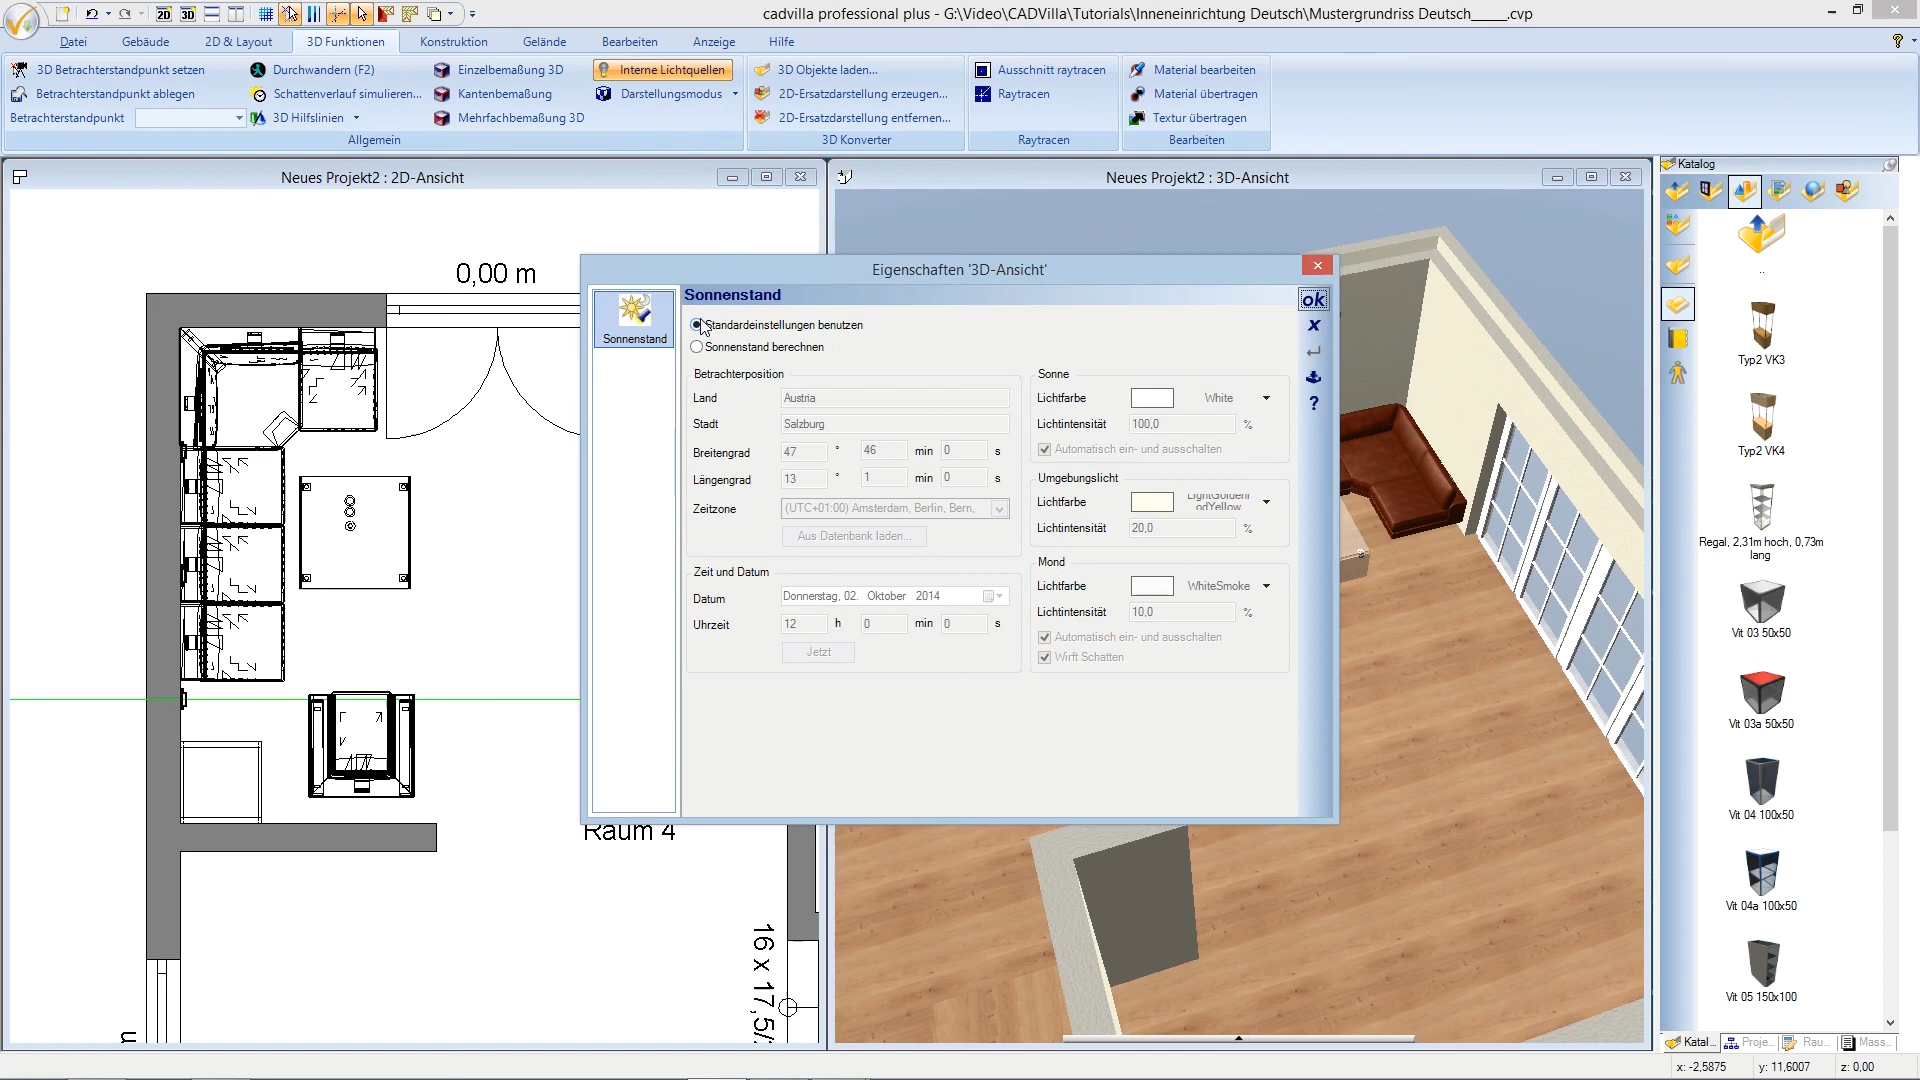 cadvilla professional plus - G:\Video\CADVilla\Tutorials\Inneneinrichtung Deutsch\Mustergrundriss Deutsch_____.cvp
2D 3D
Datei Gebäude 2D & Layout 3D Funktionen Konstruktion Gelände Bearbeiten Anzeige Hilfe
3D Betrachterstandpunkt setzen Durchwandern (F2) Einzelbemaßung 3D Interne Lichtquellen 3D Objekte laden... Ausschnitt raytracen Material bearbeiten
Betrachterstandpunkt ablegen Schattenverlauf simulieren... Kantenbemaßung Darstellungsmodus 2D-Ersatzdarstellung erzeugen... Raytracen Material übertragen
Betrachterstandpunkt 3D Hilfslinien Mehrfachbemaßung 3D 2D-Ersatzdarstellung entfernen... Textur übertragen
Allgemein 3D Konverter Raytracen Bearbeiten
Neues Projekt2 : 2D-Ansicht
Neues Projekt2 : 3D-Ansicht
Katalog
0,00 m
Raum 4
16 x 17,5/
Eigenschaften '3D-Ansicht'
Sonnenstand
Sonnenstand
ok
x
?
Standardeinstellungen benutzen
Sonnenstand berechnen
Betrachterposition
Land Austria
Stadt Salzburg
Breitengrad 47 ° 46 min 0 s
Längengrad 13 ° 1 min 0 s
Zeitzone (UTC+01:00) Amsterdam, Berlin, Bern,
Aus Datenbank laden...
Zeit und Datum
Datum Donnerstag, 02. Oktober 2014
Uhrzeit 12 h 0 min 0 s
Jetzt
Sonne
Lichtfarbe White
Lichtintensität 100,0 %
Automatisch ein- und ausschalten
Umgebungslicht
Lichtfarbe LightGoldenr
odYellow
Lichtintensität 20,0 %
Mond
Lichtfarbe WhiteSmoke
Lichtintensität 10,0 %
Automatisch ein- und ausschalten
Wirft Schatten
..
Typ2 VK3
Typ2 VK4
Regal, 2,31m hoch, 0,73m
lang
Vit 03 50x50
Vit 03a 50x50
Vit 04 100x50
Vit 04a 100x50
Vit 05 150x100
Katal... Proje... Rau... Mass...
x: -2,5875 y: 11,6007 z: 0,00